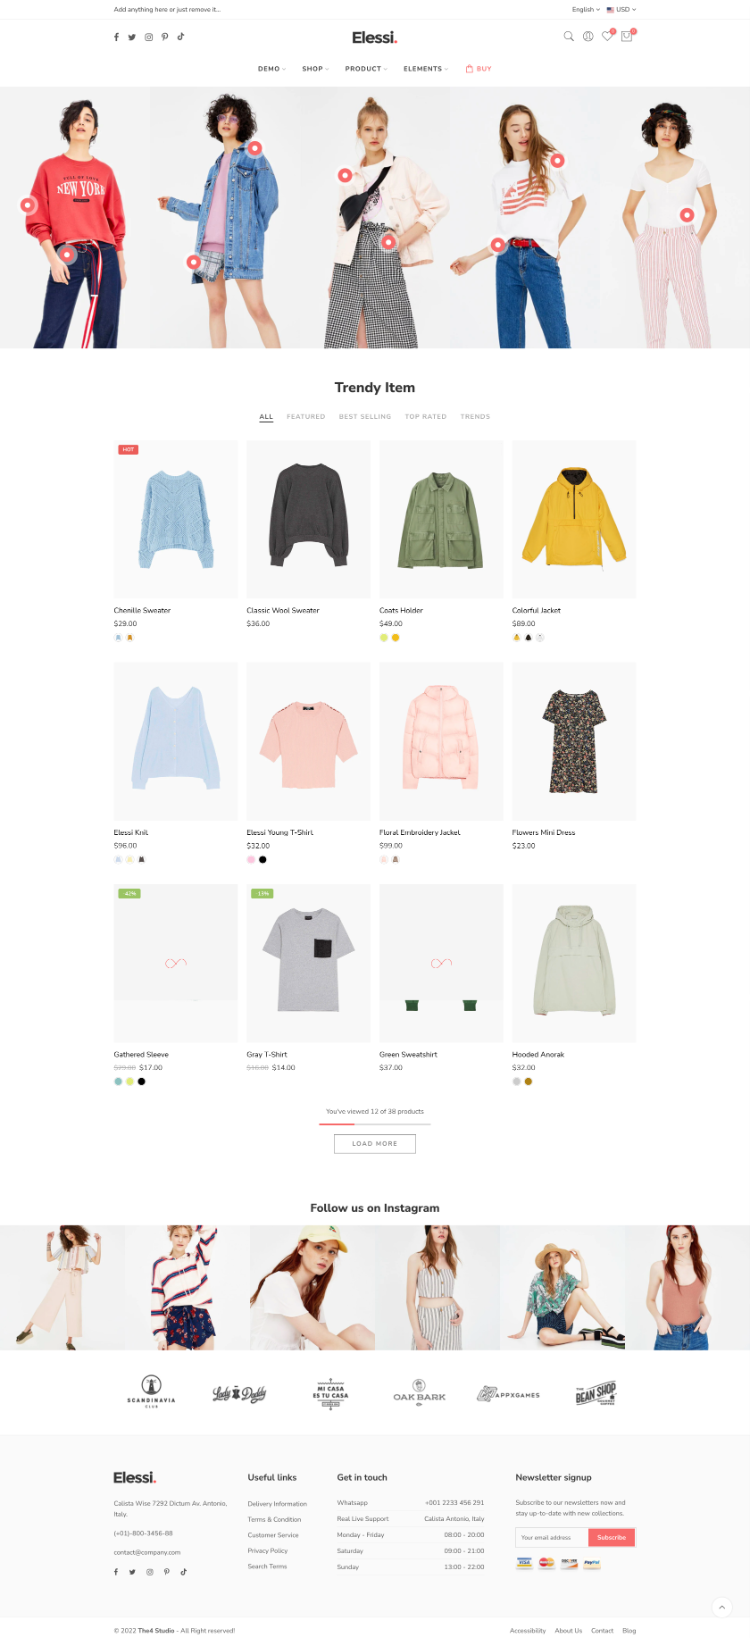 Add anything here or just remove it...
English
USD
Elessi.
0
0
DEMO
SHOP
PRODUCT
ELEMENTS
BUY
NEW YORK
Trendy Item
ALL
FEATURED
BEST SELLING
TOP RATED
TRENDS
HOT
Chenille Sweater
Classic Wool Sweater
Coats Holder
Colorful Jacket
$29.00
$36.00
$49.00
$89.00
Elessi Knit
Elessi Young T-Shirt
Floral Embroidery Jacket
Flowers Mini Dress
$96.00
$32.00
$99.00
$23.00
-42%
-13%
Gathered Sleeve
Gray T-Shirt
Green Sweatshirt
Hooded Anorak
$29.00 $17.00
$16.00 $14.00
$37.00
$32.00
You've viewed 12 of 38 products
LOAD MORE
Follow us on Instagram
SCANDINAVIA
CLUB
Lady & Daddy
MI CASA
ES TU CASA
OAK BARK
APPXGAMES
THE
BEAN SHOP
Elessi.
Calista Wise 7292 Dictum Av. Antonio,
Italy.
(+01)-800-3456-88
contact@company.com
Useful links
Delivery Information
Terms & Condition
Customer Service
Privacy Policy
Search Terms
Get in touch
Whatsapp +001 2233 456 291
Real Live Support Calista Antonio, Italy
Monday - Friday 08:00 - 20:00
Saturday 09:00 - 21:00
Sunday 13:00 - 22:00
Newsletter signup
Subscribe to our newsletters now and
stay up-to-date with new collections.
Your email address
Subscribe
VISA
MasterCard
DISCOVER
PayPal
© 2022 The4 Studio - All Right reserved!
Accessibility
About Us
Contact
Blog